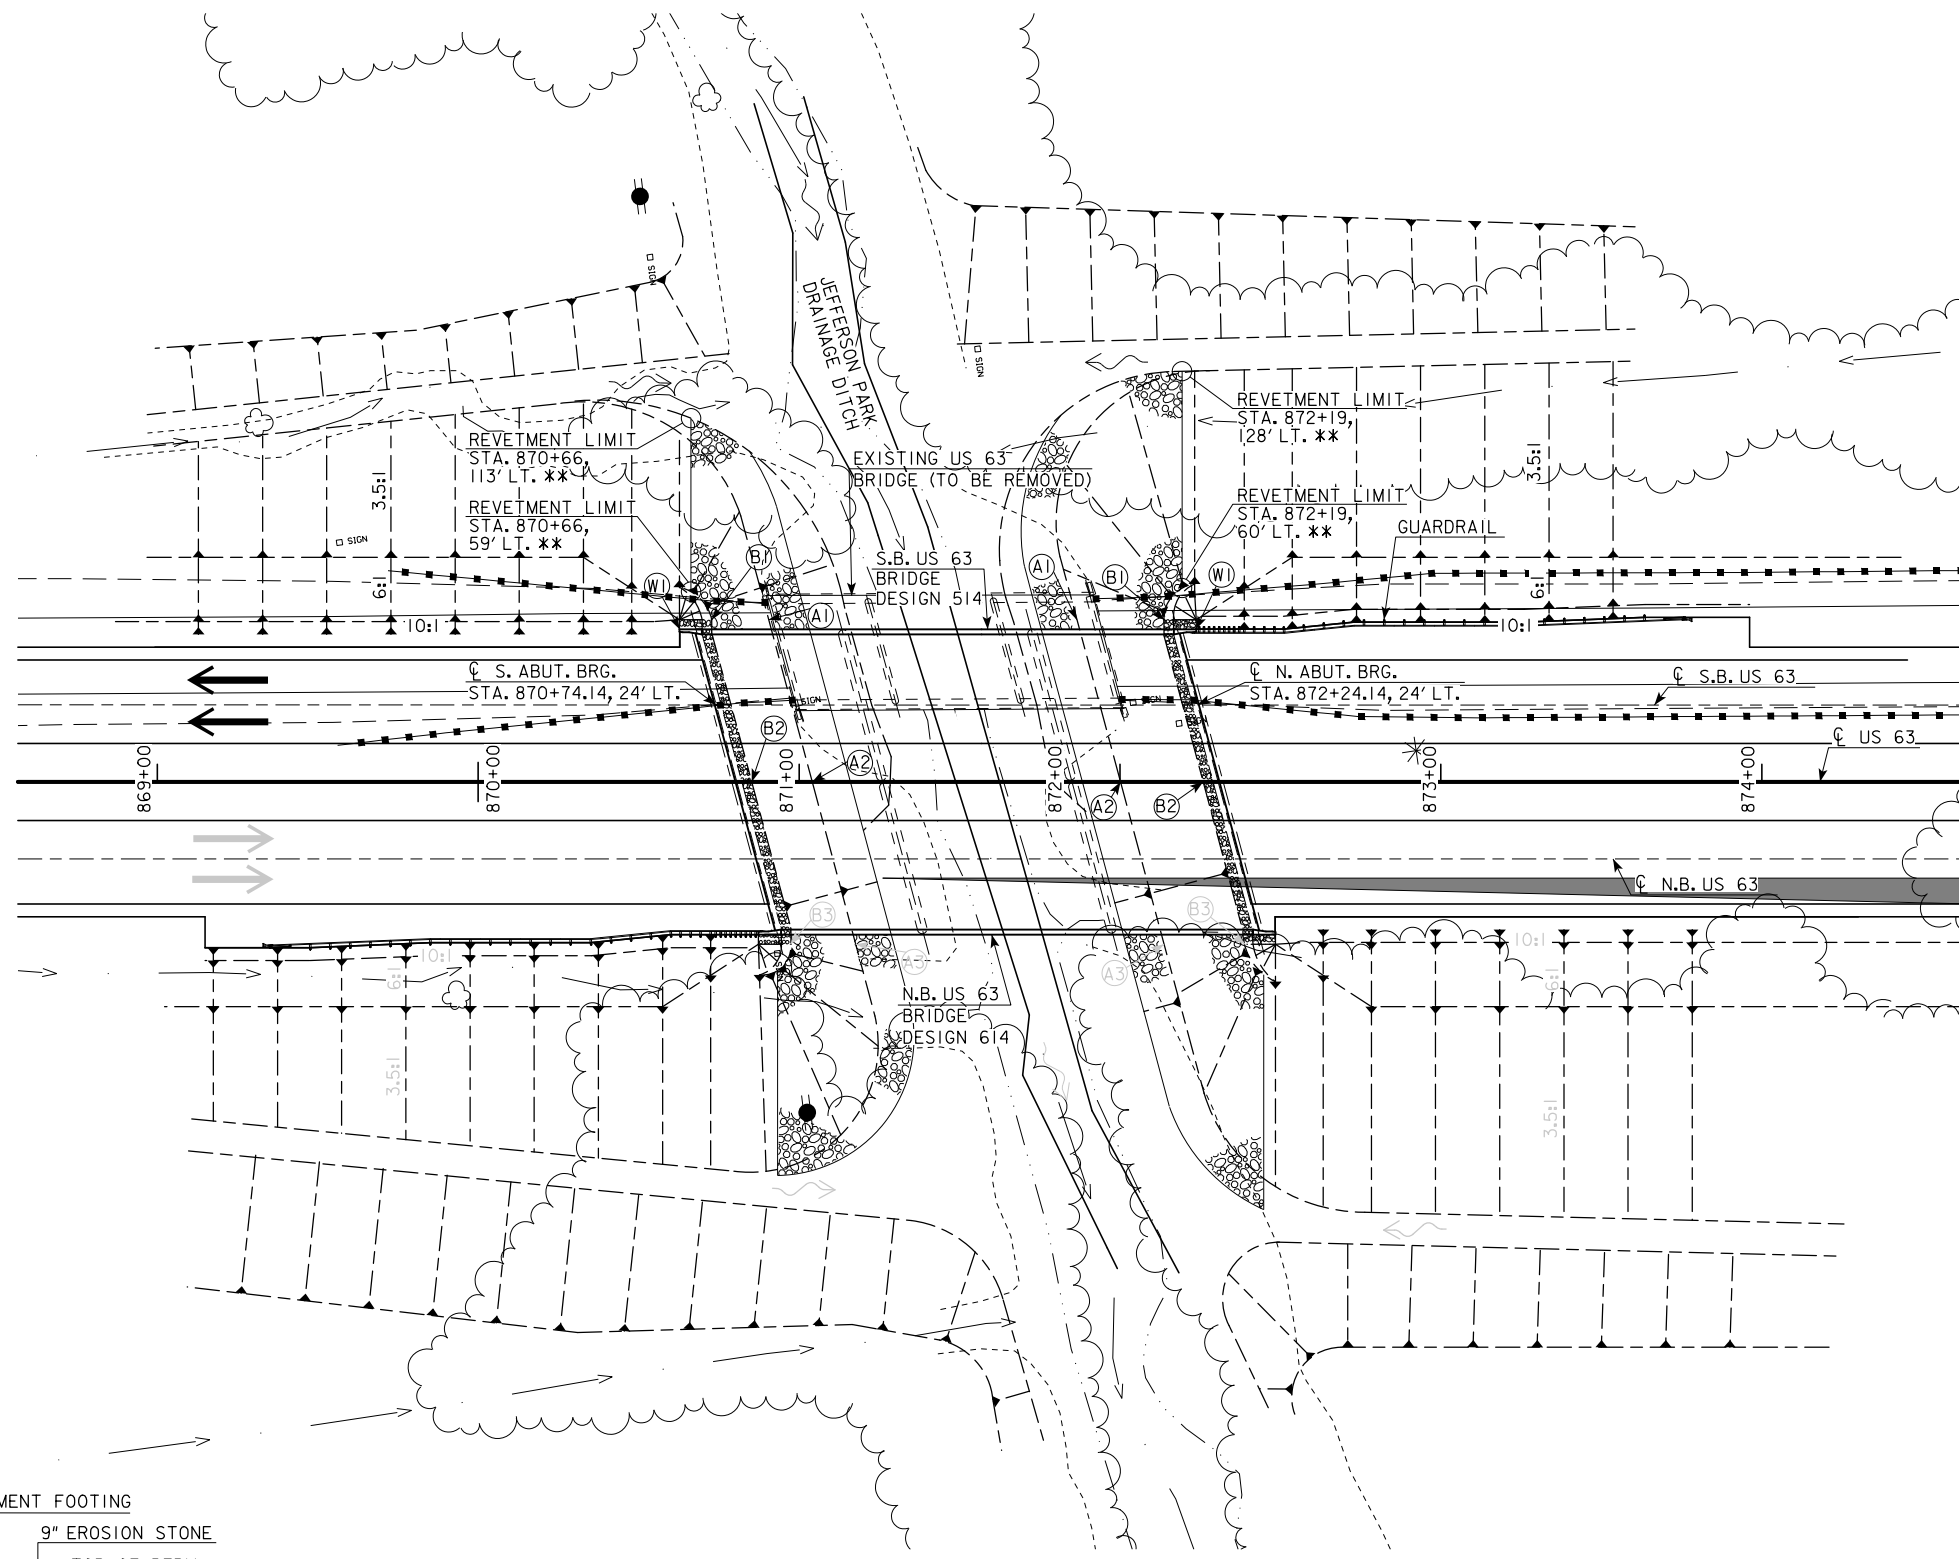 SIGN
JEFFERSON PARK
DRAINAGE DITCH
SIGN
REVETMENT LIMIT
STA. 870+66,
113' LT. **
REVETMENT LIMIT
STA. 870+66,
59' LT. **
3.5:1
SIGN
6:1
10:1
EXISTING US 63
BRIDGE (TO BE REMOVED)
S.B. US 63
BRIDGE
DESIGN 514
REVETMENT LIMIT
STA. 872+19,
128' LT. **
REVETMENT LIMIT
STA. 872+19,
60' LT. **
GUARDRAIL
3.5:1
6:1
10:1
W1
B1
A1
A1
B1
W1
℄ S. ABUT. BRG.
STA. 870+74.14, 24' LT.
SIGN
SIGN
℄ N. ABUT. BRG.
STA. 872+24.14, 24' LT.
℄ S.B. US 63
℄ US 63
B2
A2
A2
B2
869+00
870+00
871+00
872+00
873+00
874+00
℄ N.B. US 63
B3
A3
B3
A3
10:1
6:1
3.5:1
10:1
6:1
3.5:1
N.B. US 63
BRIDGE
DESIGN 614
MENT FOOTING
9" EROSION STONE